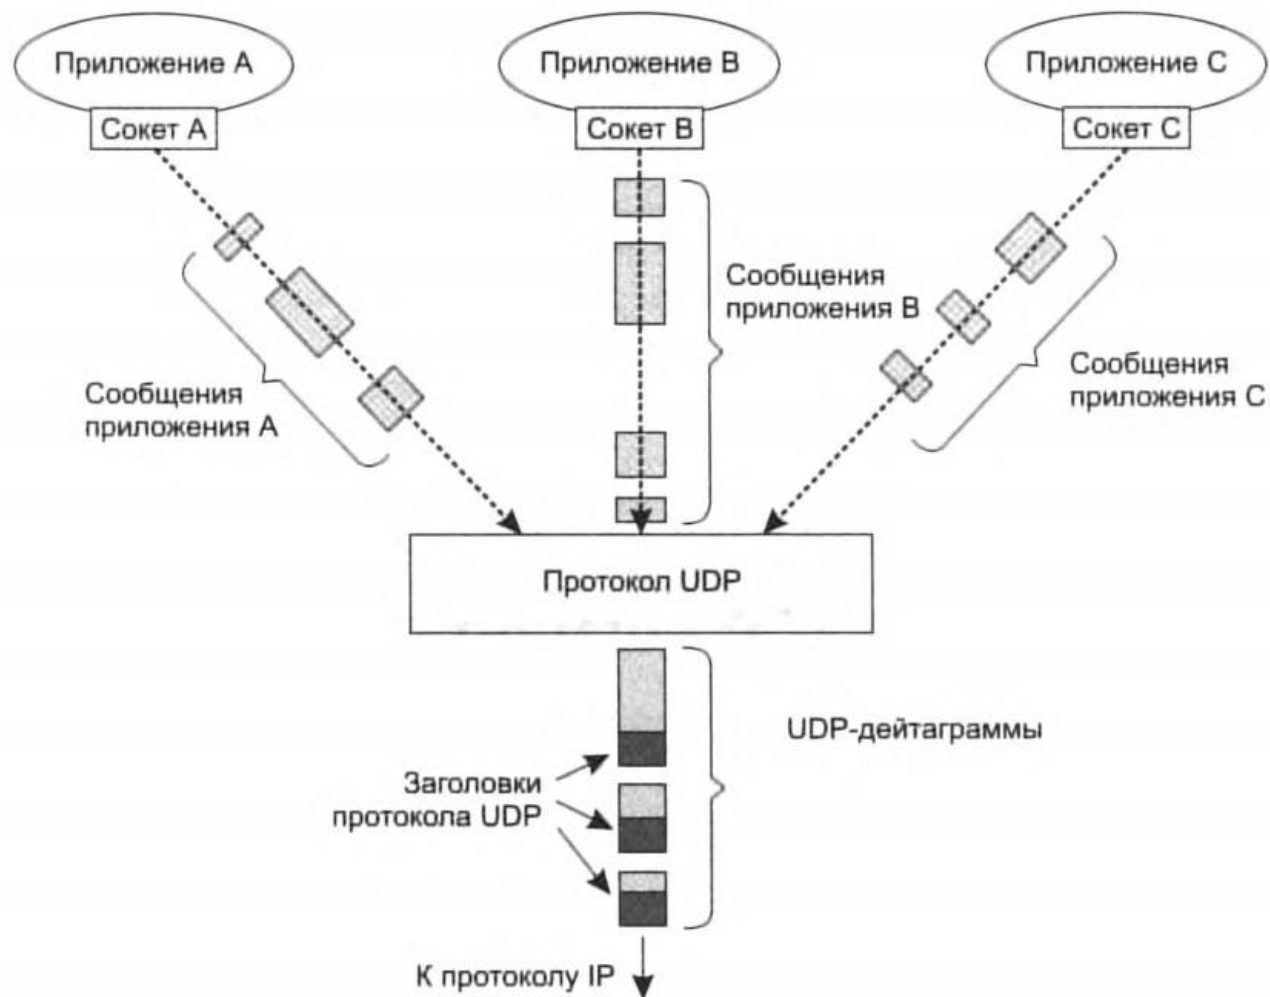 Приложение A
Приложение B
Приложение C
Сокет A
Сокет B
Сокет C
Сообщения
приложения B
Сообщения
приложения A
Сообщения
приложения C
Протокол UDP
UDP-дейтаграммы
Заголовки
протокола UDP
К протоколу IP